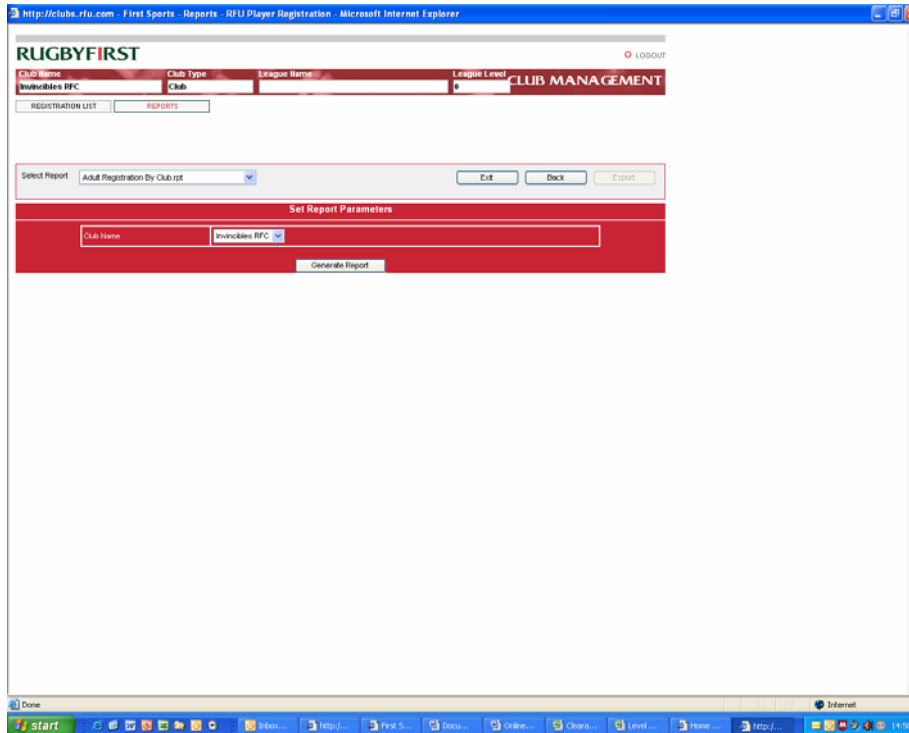 http://clubs.rfu.com - First Sports - Reports - RFU Player Registration - Microsoft Internet Explorer
RUGBYFIRST
LOGOUT
Club Name Club Type League Name League Level
CLUB MANAGEMENT
Invincibles RFC Club 0
REGISTRATION LIST REPORTS
Select Report Adult Registration By Club.rpt Exit Back Export
Set Report Parameters
Club Name Invincibles RFC
Generate Report
Done Internet
start Inbox... http:/... First S... Docu... Online... Cleara... Level ... Home ... http:/...